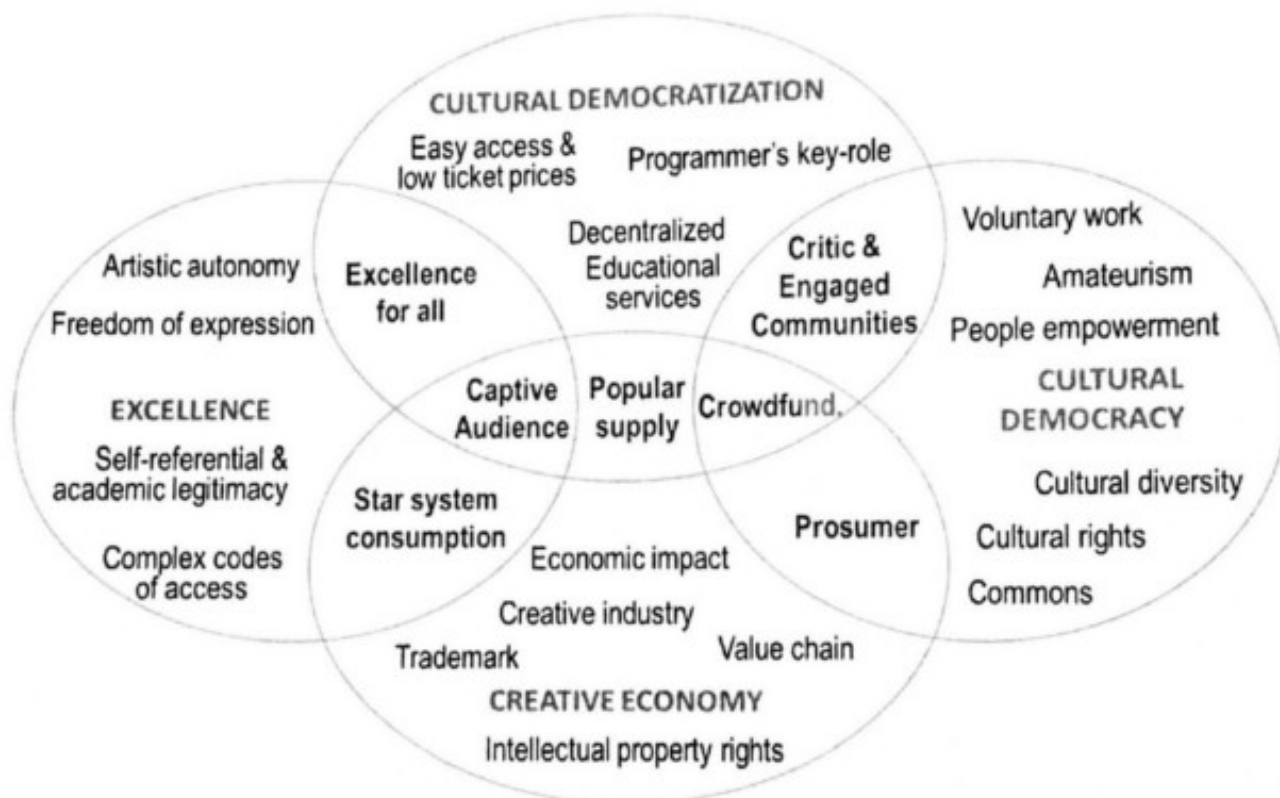 CULTURAL DEMOCRATIZATION
Easy access &
low ticket prices
Programmer's key-role
Decentralized
Educational
services
Excellence
for all
Critic &
Engaged
Communities
Artistic autonomy
Freedom of expression
EXCELLENCE
Self-referential &
academic legitimacy
Complex codes
of access
Captive
Audience
Popular
supply
Crowdfund.
Voluntary work
Amateurism
People empowerment
CULTURAL
DEMOCRACY
Cultural diversity
Cultural rights
Commons
Star system
consumption
Prosumer
Economic impact
Creative industry
Trademark
Value chain
CREATIVE ECONOMY
Intellectual property rights